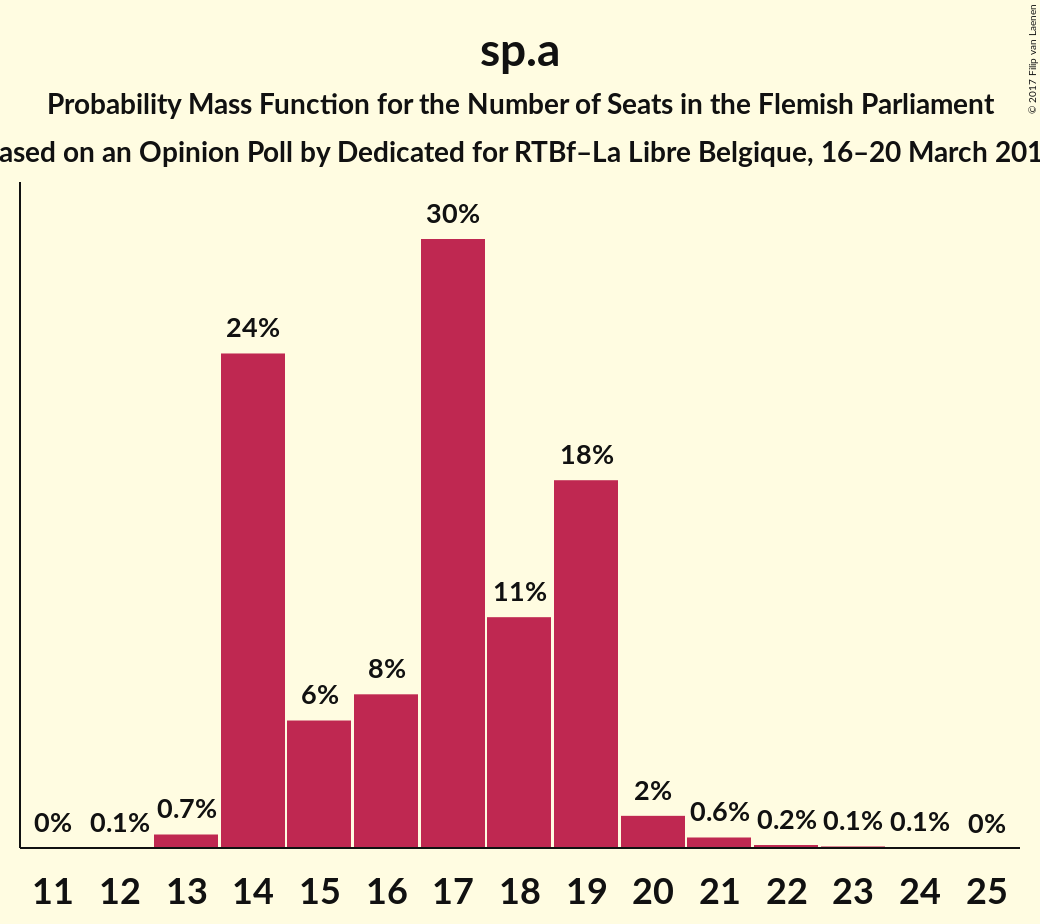 sp.a
Probability Mass Function for the Number of Seats in the Flemish Parliament
ased on an Opinion Poll by Dedicated for RTBf–La Libre Belgique, 16–20 March 201
© 2017 Filip van Laenen
30%
24%
18%
11%
8%
6%
2%
0% 0.1% 0.7% 0.6% 0.2% 0.1% 0.1% 0%
11 12 13 14 15 16 17 18 19 20 21 22 23 24 25